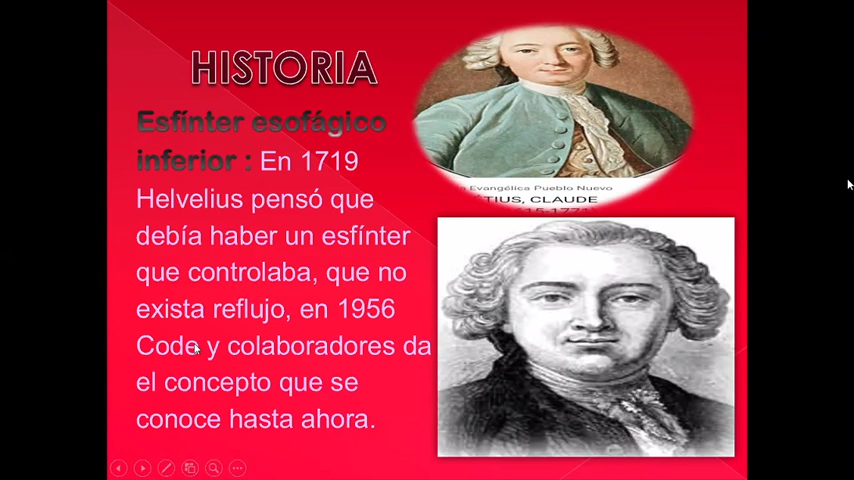 HISTORIA
Esfínter esofágico
inferior : En 1719
Helvelius pensó que
debía haber un esfínter
que controlaba, que no
exista reflujo, en 1956
Code y colaboradores da
el concepto que se
conoce hasta ahora.
Evangélica Pueblo Nuevo
TIUS, CLAUDE